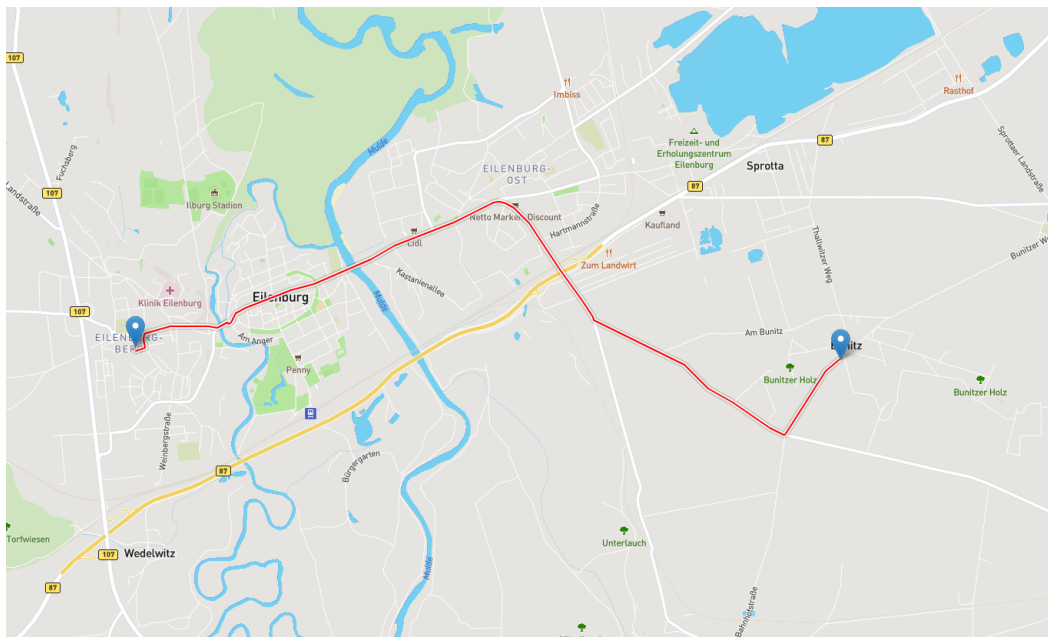 107
Imbiss
Rasthof
Fuchsberg
Mulde
Freizeit- und
Erholungszentrum
Eilenburg
87
Sprotta
Sprottaer Landstraße
EILENBURG-
OST
87
Landstraße
Ilburg Stadion
Netto Marken-Discount
Hartmannstraße
Kaufland
Lidl
Thallwitzer
Weg
Bunitzer We
Zum Landwirt
Kastanienallee
Klinik Eilenburg
Eilenburg
Mulde
107
EILENBURG-
Am Anger
Am Bunitz
Penny
Bunitzer Holz
Bunitzer Holz
Weinbergstraße
Bürgergarten
87
Torfwiesen
Unterlauch
107
Wedelwitz
Mulde
87
Bahnhofstraße